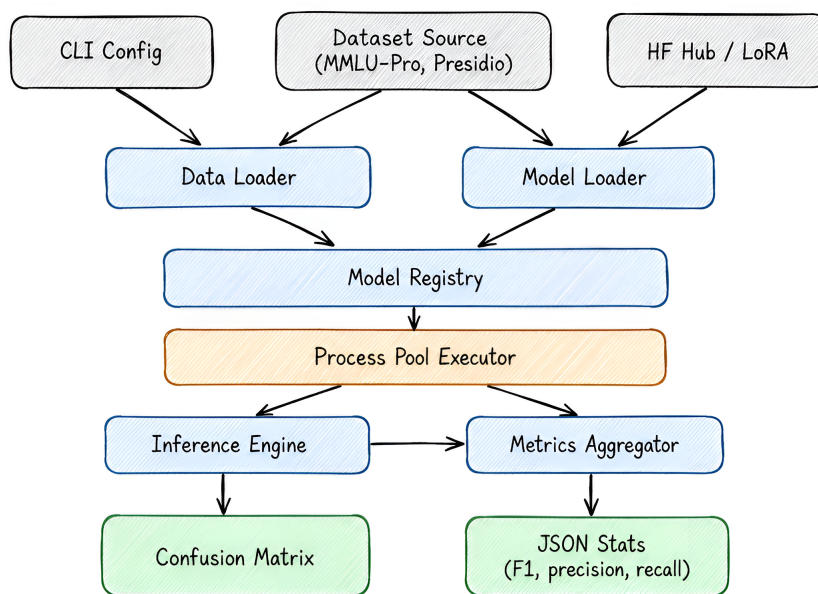 CLI Config
Dataset Source
(MMLU-Pro, Presidio)
HF Hub / LoRA
Data Loader
Model Loader
Model Registry
Process Pool Executor
Inference Engine
Metrics Aggregator
Confusion Matrix
JSON Stats
(F1, precision, recall)